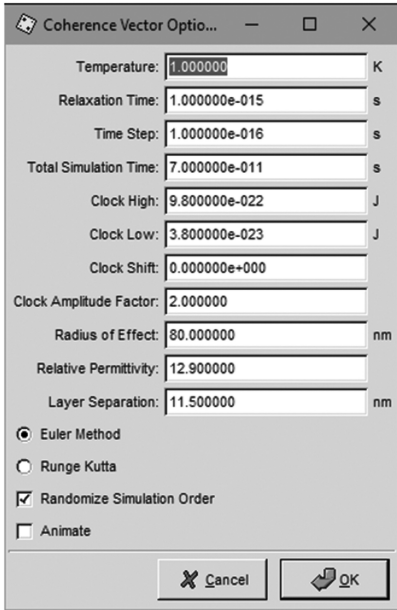 Coherence Vector Optio...
Temperature: 1.000000 K
Relaxation Time: 1.000000e-015 s
Time Step: 1.000000e-016 s
Total Simulation Time: 7.000000e-011 s
Clock High: 9.800000e-022 J
Clock Low: 3.800000e-023 J
Clock Shift: 0.000000e+000
Clock Amplitude Factor: 2.000000
Radius of Effect: 80.000000 nm
Relative Permittivity: 12.900000
Layer Separation: 11.500000 nm
Euler Method
Runge Kutta
Randomize Simulation Order
Animate
Cancel OK